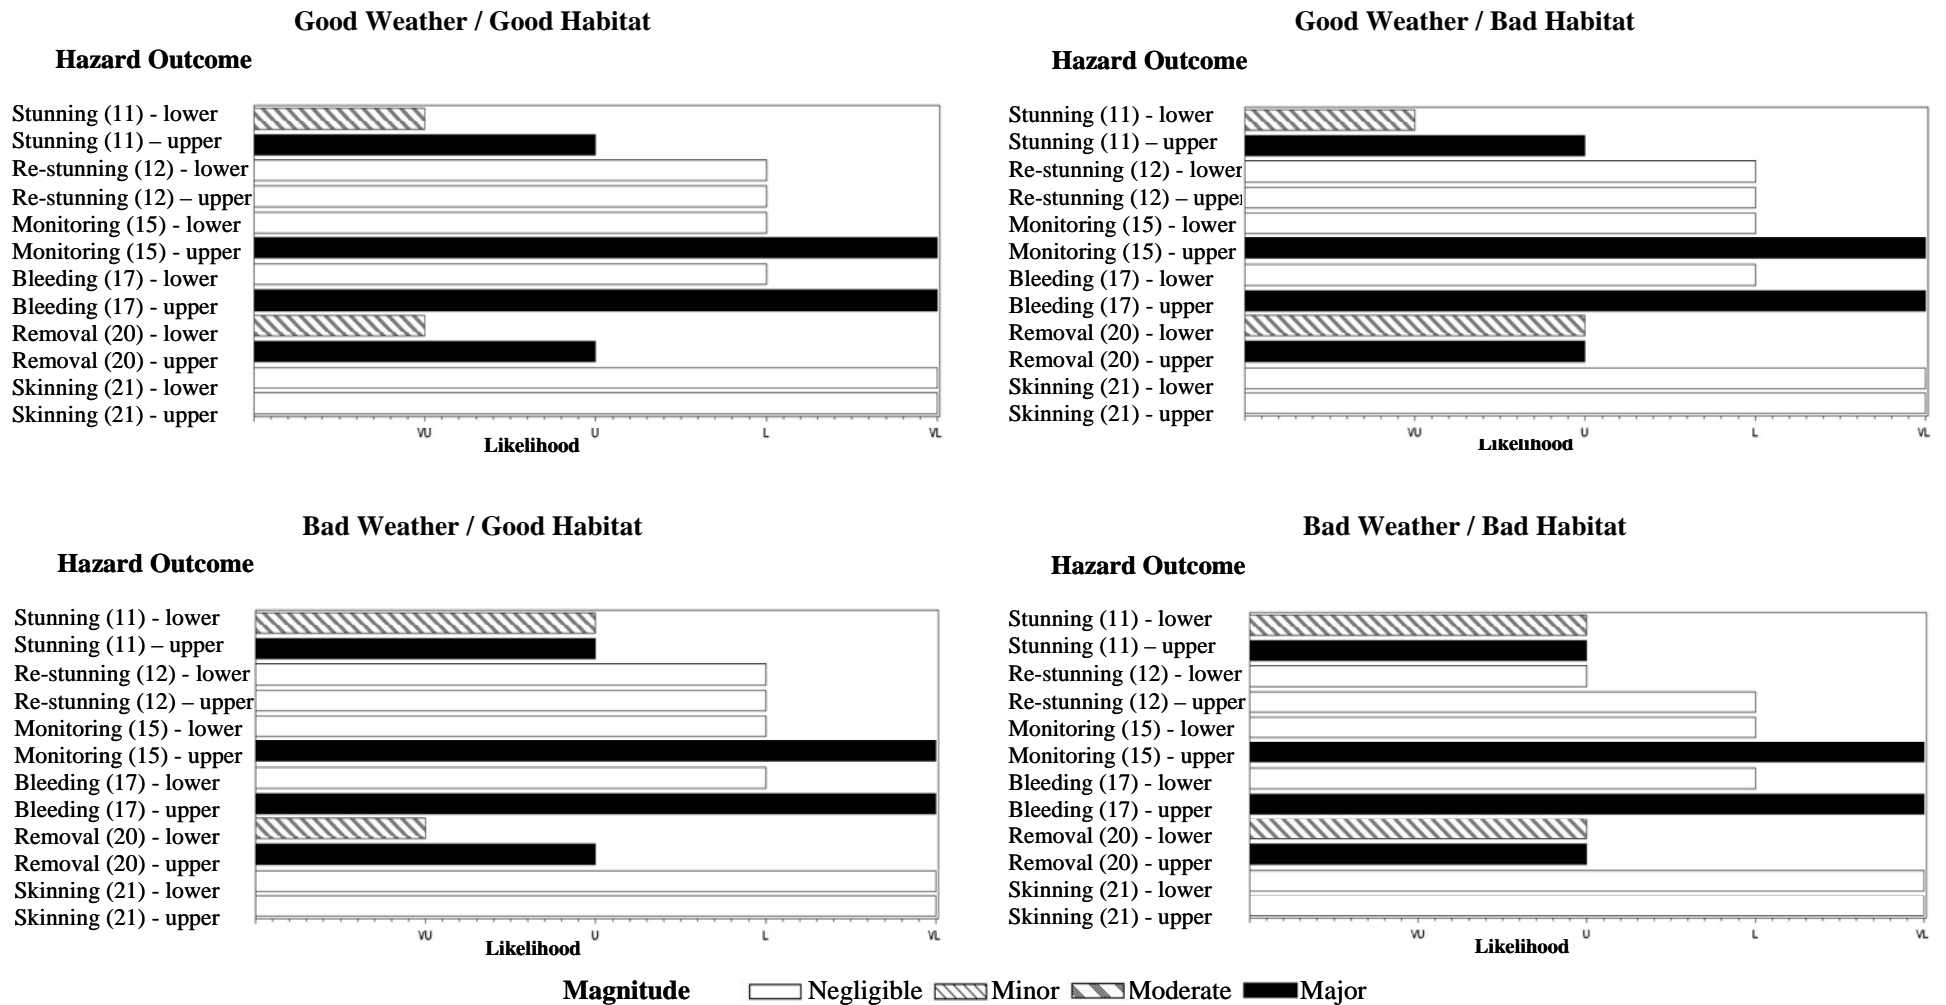 Good Weather / Good Habitat
Hazard Outcome
Stunning (11) - lower
Stunning (11) – upper
Re-stunning (12) - lower
Re-stunning (12) – upper
Monitoring (15) - lower
Monitoring (15) - upper
Bleeding (17) - lower
Bleeding (17) - upper
Removal (20) - lower
Removal (20) - upper
Skinning (21) - lower
Skinning (21) - upper
VU U L VL
Likelihood
Good Weather / Bad Habitat
Hazard Outcome
Stunning (11) - lower
Stunning (11) – upper
Re-stunning (12) - lower
Re-stunning (12) – upper
Monitoring (15) - lower
Monitoring (15) - upper
Bleeding (17) - lower
Bleeding (17) - upper
Removal (20) - lower
Removal (20) - upper
Skinning (21) - lower
Skinning (21) - upper
VU U L VL
Likelihood
Bad Weather / Good Habitat
Hazard Outcome
Stunning (11) - lower
Stunning (11) – upper
Re-stunning (12) - lower
Re-stunning (12) – upper
Monitoring (15) - lower
Monitoring (15) - upper
Bleeding (17) - lower
Bleeding (17) - upper
Removal (20) - lower
Removal (20) - upper
Skinning (21) - lower
Skinning (21) - upper
VU U L VL
Likelihood
Bad Weather / Bad Habitat
Hazard Outcome
Stunning (11) - lower
Stunning (11) – upper
Re-stunning (12) - lower
Re-stunning (12) – upper
Monitoring (15) - lower
Monitoring (15) - upper
Bleeding (17) - lower
Bleeding (17) - upper
Removal (20) - lower
Removal (20) - upper
Skinning (21) - lower
Skinning (21) - upper
VU U L VL
Likelihood
Magnitude Negligible Minor Moderate Major